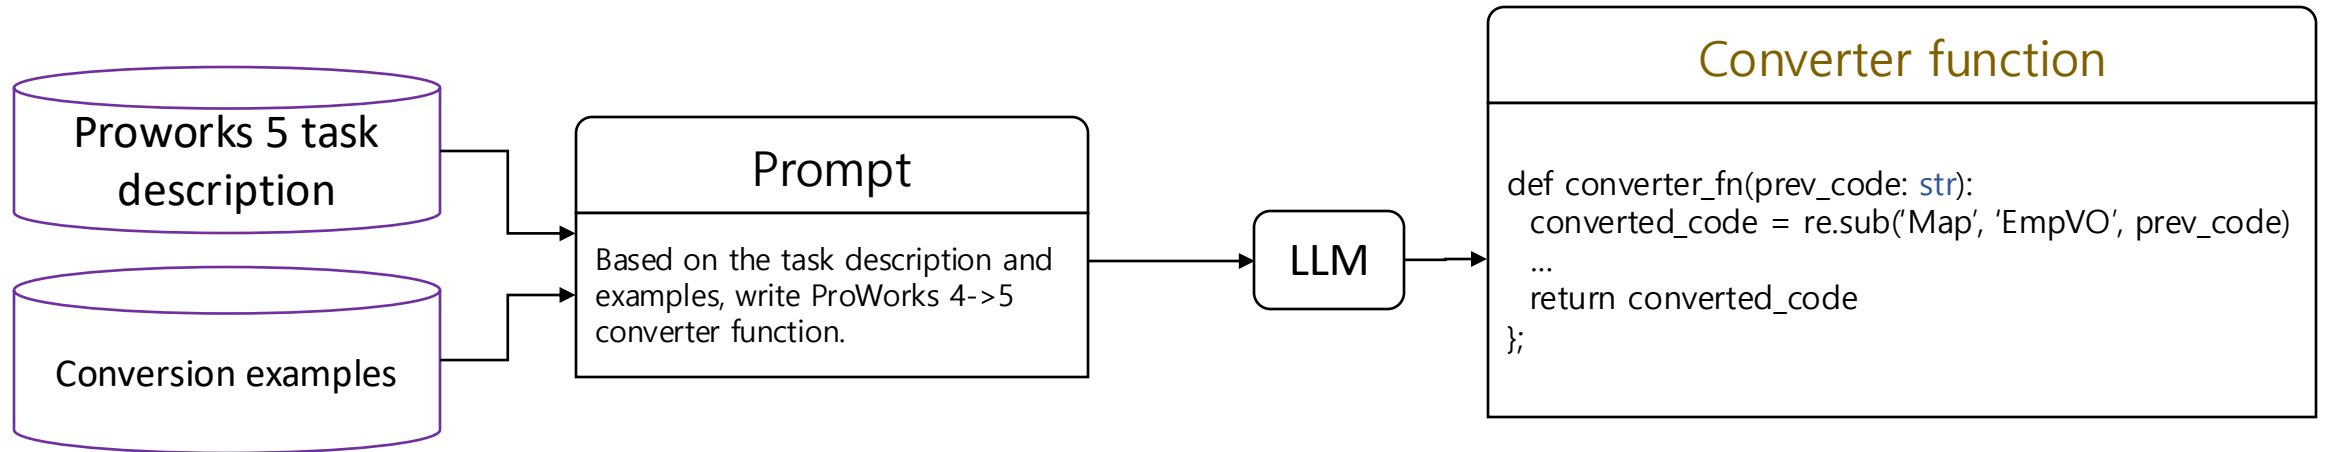 Proworks 5 task
description
Conversion examples
Prompt
Based on the task description and
examples, write ProWorks 4->5
converter function.
LLM
Converter function
def converter_fn(prev_code: str):
converted_code = re.sub(‘Map’, ‘EmpVO’, prev_code)
...
return converted_code
};